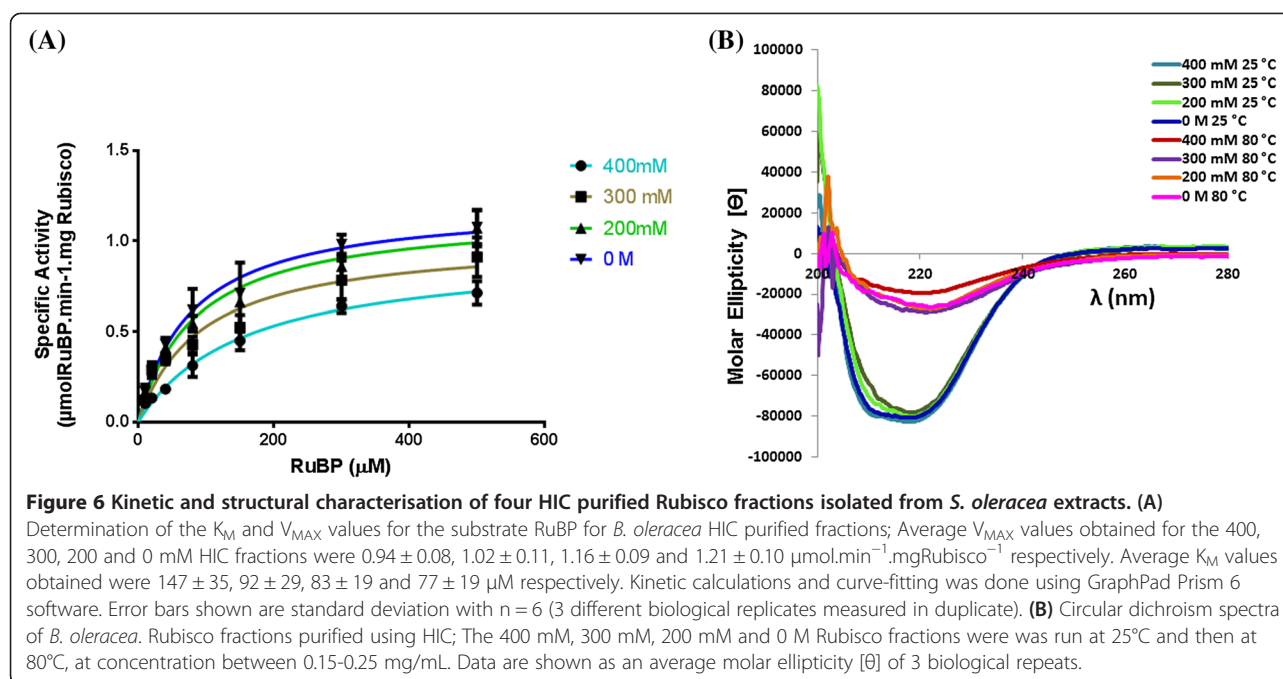 (A)
1.5
1.0
0.5
0.0
Specific Activity
(µmolRuBP.min-1.mg Rubisco)
0
200
400
600
RuBP (µM)
400mM
300 mM
200mM
0 M
(B)
100000
80000
60000
40000
20000
0
-20000
-40000
-60000
-80000
-100000
Molar Ellipticity [Θ]
200
220
240
260
280
λ (nm)
400 mM 25 °C
300 mM 25 °C
200 mM 25 °C
0 M 25 °C
400 mM 80 °C
300 mM 80 °C
200 mM 80 °C
0 M 80 °C
Figure 6 Kinetic and structural characterisation of four HIC purified Rubisco fractions isolated from S. oleracea extracts. (A)
Determination of the KM and VMAX values for the substrate RuBP for B. oleracea HIC purified fractions; Average VMAX values obtained for the 400,
300, 200 and 0 mM HIC fractions were 0.94 ± 0.08, 1.02 ± 0.11, 1.16 ± 0.09 and 1.21 ± 0.10 µmol.min−1.mgRubisco−1 respectively. Average KM values
obtained were 147 ± 35, 92 ± 29, 83 ± 19 and 77 ± 19 µM respectively. Kinetic calculations and curve-fitting was done using GraphPad Prism 6
software. Error bars shown are standard deviation with n = 6 (3 different biological replicates measured in duplicate). (B) Circular dichroism spectra
of B. oleracea. Rubisco fractions purified using HIC; The 400 mM, 300 mM, 200 mM and 0 M Rubisco fractions were was run at 25°C and then at
80°C, at concentration between 0.15-0.25 mg/mL. Data are shown as an average molar ellipticity [θ] of 3 biological repeats.